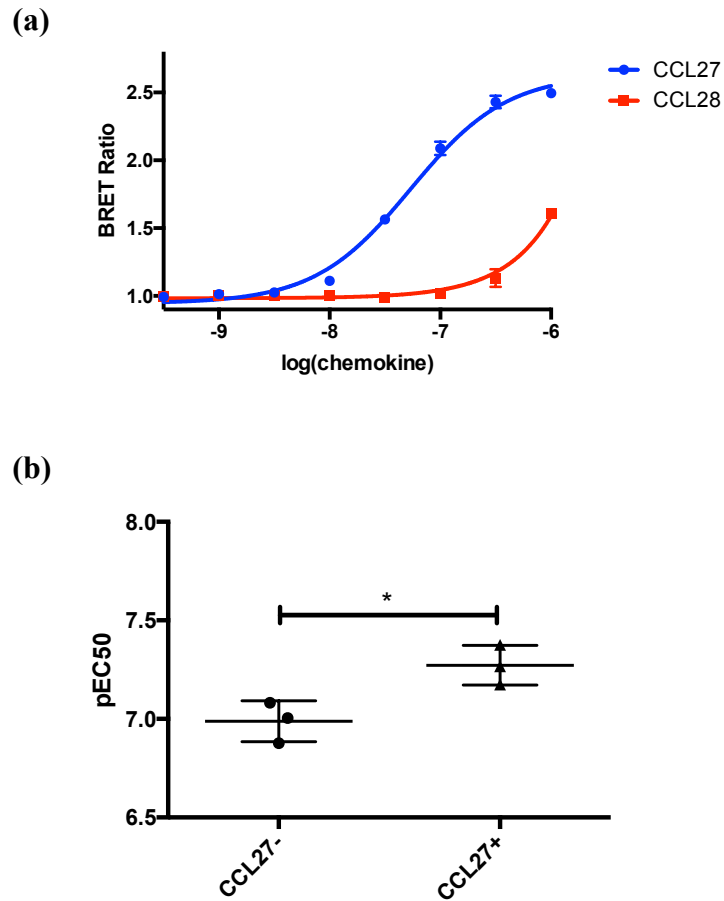 (a)
CCL27
CCL28
BRET Ratio
2.5
2.0
1.5
1.0
-9
-8
-7
-6
log(chemokine)
(b)
pEC50
8.0
7.5
7.0
6.5
*
CCL27-
CCL27+